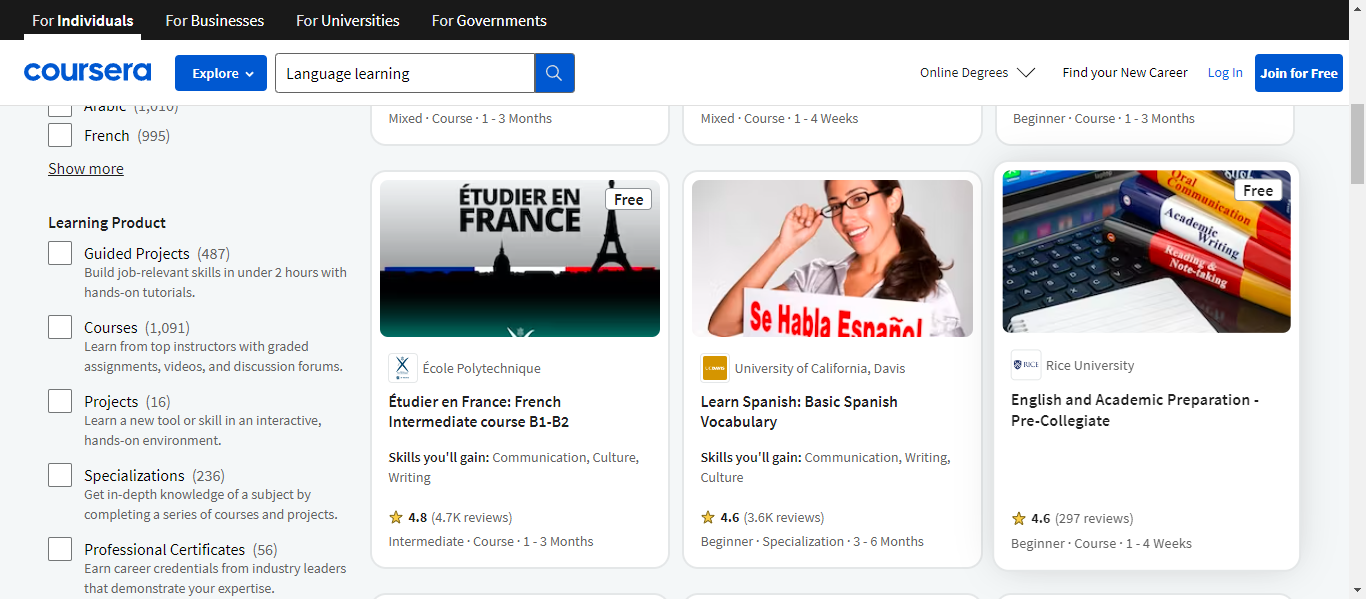 For Individuals
For Businesses
For Universities
For Governments
coursera
Explore
Language learning
Online Degrees
Find your New Career
Log In
Join for Free
Arabic (1,010)
French (995)
Show more
Learning Product
Guided Projects (487)
Build job-relevant skills in under 2 hours with
hands-on tutorials.
Courses (1,091)
Learn from top instructors with graded
assignments, videos, and discussion forums.
Projects (16)
Learn a new tool or skill in an interactive,
hands-on environment.
Specializations (236)
Get in-depth knowledge of a subject by
completing a series of courses and projects.
Professional Certificates (56)
Earn career credentials from industry leaders
that demonstrate your expertise.
Mixed · Course · 1 - 3 Months
Mixed · Course · 1 - 4 Weeks
Beginner · Course · 1 - 3 Months
ÉTUDIER EN
FRANCE
Free
École Polytechnique
Étudier en France: French
Intermediate course B1-B2
Skills you'll gain: Communication, Culture,
Writing
4.8 (4.7K reviews)
Intermediate · Course · 1 - 3 Months
Se Habla Español
UC DAVIS
University of California, Davis
Learn Spanish: Basic Spanish
Vocabulary
Skills you'll gain: Communication, Writing,
Culture
4.6 (3.6K reviews)
Beginner · Specialization · 3 - 6 Months
Free
Oral
Communication
Academic
Writing
Reading &
Note-taking
RICE
Rice University
English and Academic Preparation -
Pre-Collegiate
4.6 (297 reviews)
Beginner · Course · 1 - 4 Weeks